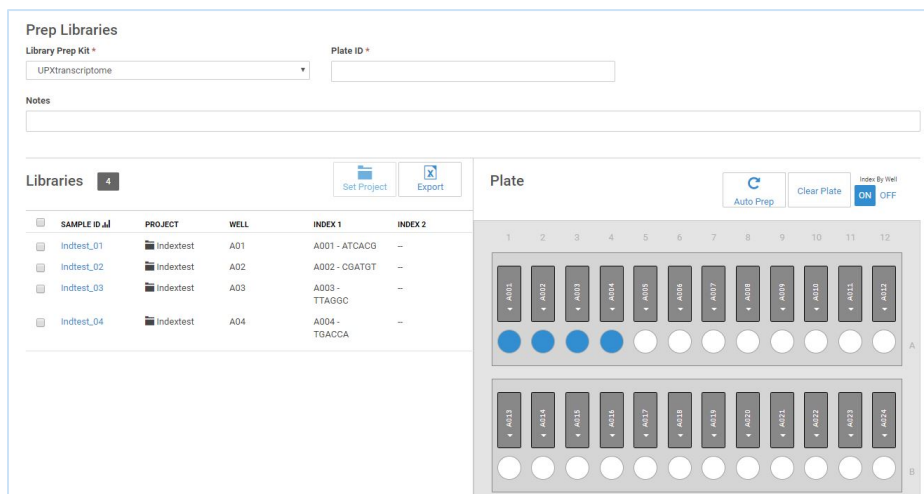 Prep Libraries
Library Prep Kit *
Plate ID *
UPXtranscriptome
Notes
Libraries 4
Set Project
Export
SAMPLE ID PROJECT WELL INDEX 1 INDEX 2
Indtest_01 Indextest A01 A001 - ATCACG --
Indtest_02 Indextest A02 A002 - CGATGT --
Indtest_03 Indextest A03 A003 - --
TTAGGC
Indtest_04 Indextest A04 A004 - --
TGACCA
Plate
Auto Prep
Clear Plate
Index By Well
ON OFF
1 2 3 4 5 6 7 8 9 10 11 12
A001 A002 A003 A004 A005 A006 A007 A008 A009 A010 A011 A012
A
A013 A014 A015 A016 A017 A018 A019 A020 A021 A022 A023 A024
B